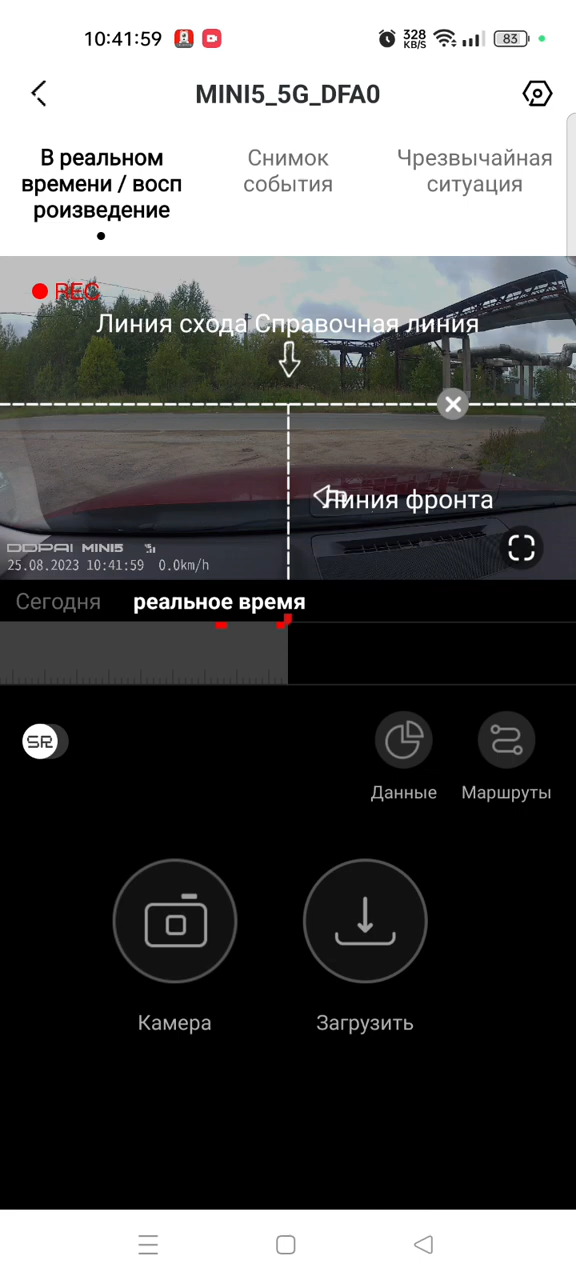 10:41:59
328
KB/S
83
MINI5_5G_DFA0
В реальном
времени / восп
роизведение
Снимок
события
Чрезвычайная
ситуация
REC
Линия схода Справочная линия
Линия фронта
DDPAI MINI5
25.08.2023 10:41:59 0.0km/h
Сегодня
реальное время
SR
Данные
Маршруты
Камера
Загрузить